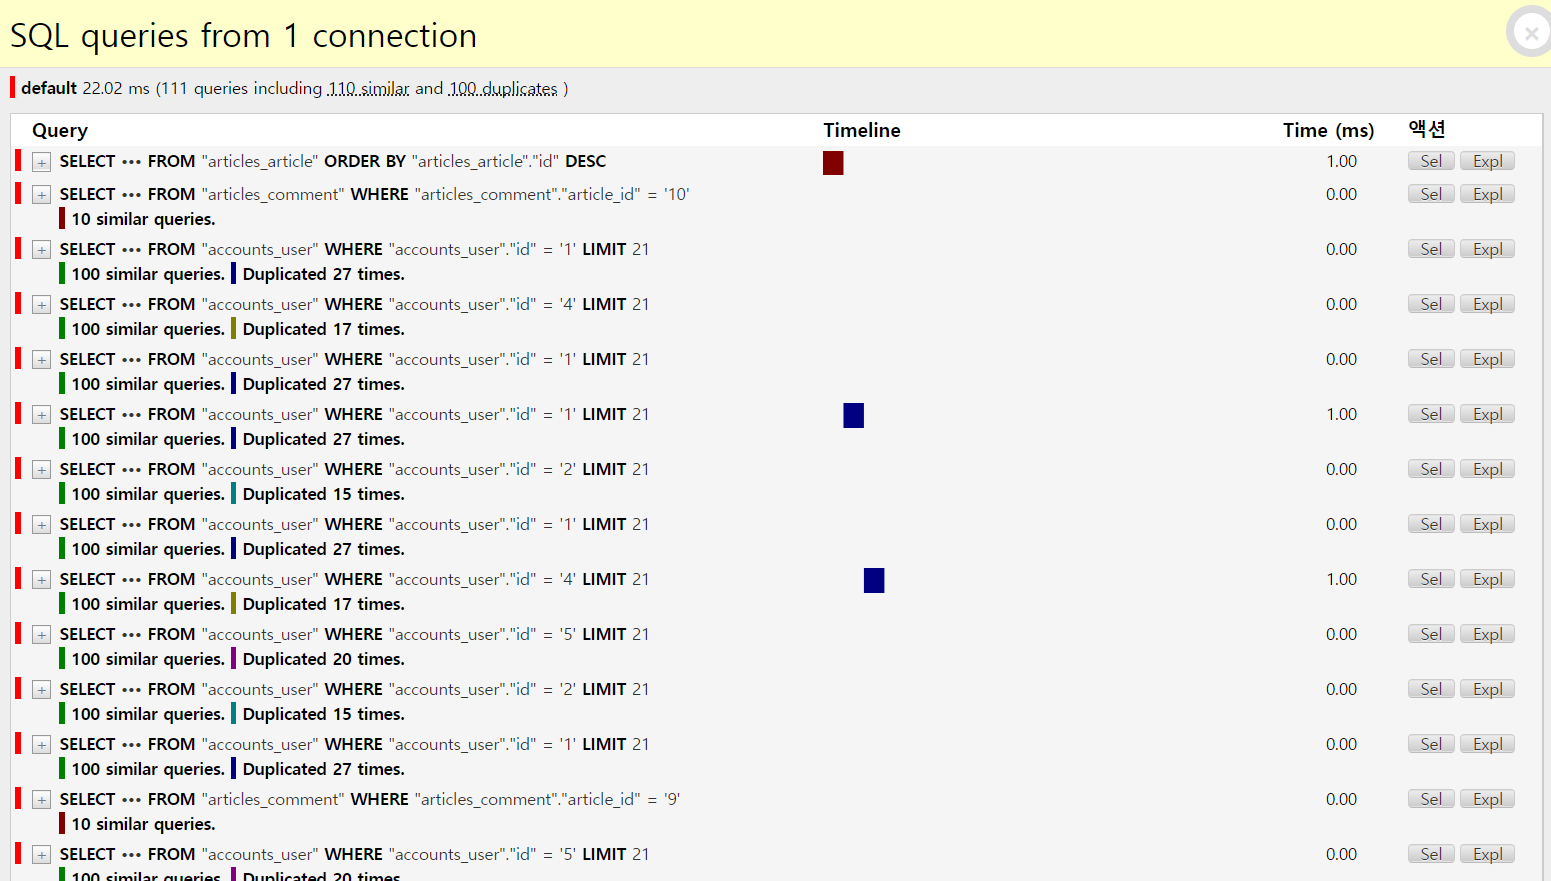 SQL queries from 1 connection
×
default 22.02 ms (111 queries including 110 similar and 100 duplicates )
Query Timeline Time (ms) 액션
+ SELECT ••• FROM "articles_article" ORDER BY "articles_article"."id" DESC 1.00 Sel Expl
+ SELECT ••• FROM "articles_comment" WHERE "articles_comment"."article_id" = '10' 0.00 Sel Expl
10 similar queries.
+ SELECT ••• FROM "accounts_user" WHERE "accounts_user"."id" = '1' LIMIT 21 0.00 Sel Expl
100 similar queries. Duplicated 27 times.
+ SELECT ••• FROM "accounts_user" WHERE "accounts_user"."id" = '4' LIMIT 21 0.00 Sel Expl
100 similar queries. Duplicated 17 times.
+ SELECT ••• FROM "accounts_user" WHERE "accounts_user"."id" = '1' LIMIT 21 0.00 Sel Expl
100 similar queries. Duplicated 27 times.
+ SELECT ••• FROM "accounts_user" WHERE "accounts_user"."id" = '1' LIMIT 21 1.00 Sel Expl
100 similar queries. Duplicated 27 times.
+ SELECT ••• FROM "accounts_user" WHERE "accounts_user"."id" = '2' LIMIT 21 0.00 Sel Expl
100 similar queries. Duplicated 15 times.
+ SELECT ••• FROM "accounts_user" WHERE "accounts_user"."id" = '1' LIMIT 21 0.00 Sel Expl
100 similar queries. Duplicated 27 times.
+ SELECT ••• FROM "accounts_user" WHERE "accounts_user"."id" = '4' LIMIT 21 1.00 Sel Expl
100 similar queries. Duplicated 17 times.
+ SELECT ••• FROM "accounts_user" WHERE "accounts_user"."id" = '5' LIMIT 21 0.00 Sel Expl
100 similar queries. Duplicated 20 times.
+ SELECT ••• FROM "accounts_user" WHERE "accounts_user"."id" = '2' LIMIT 21 0.00 Sel Expl
100 similar queries. Duplicated 15 times.
+ SELECT ••• FROM "accounts_user" WHERE "accounts_user"."id" = '1' LIMIT 21 0.00 Sel Expl
100 similar queries. Duplicated 27 times.
+ SELECT ••• FROM "articles_comment" WHERE "articles_comment"."article_id" = '9' 0.00 Sel Expl
10 similar queries.
+ SELECT ••• FROM "accounts_user" WHERE "accounts_user"."id" = '5' LIMIT 21 0.00 Sel Expl
100 similar queries. Duplicated 20 times.